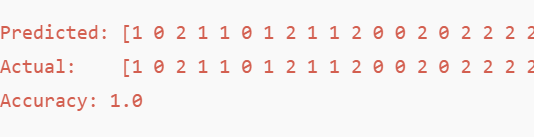 Predicted: [1 0 2 1 1 0 1 2 1 1 2 0 0 2 0 2 2 2 2
Actual:    [1 0 2 1 1 0 1 2 1 1 2 0 0 2 0 2 2 2 2
Accuracy: 1.0